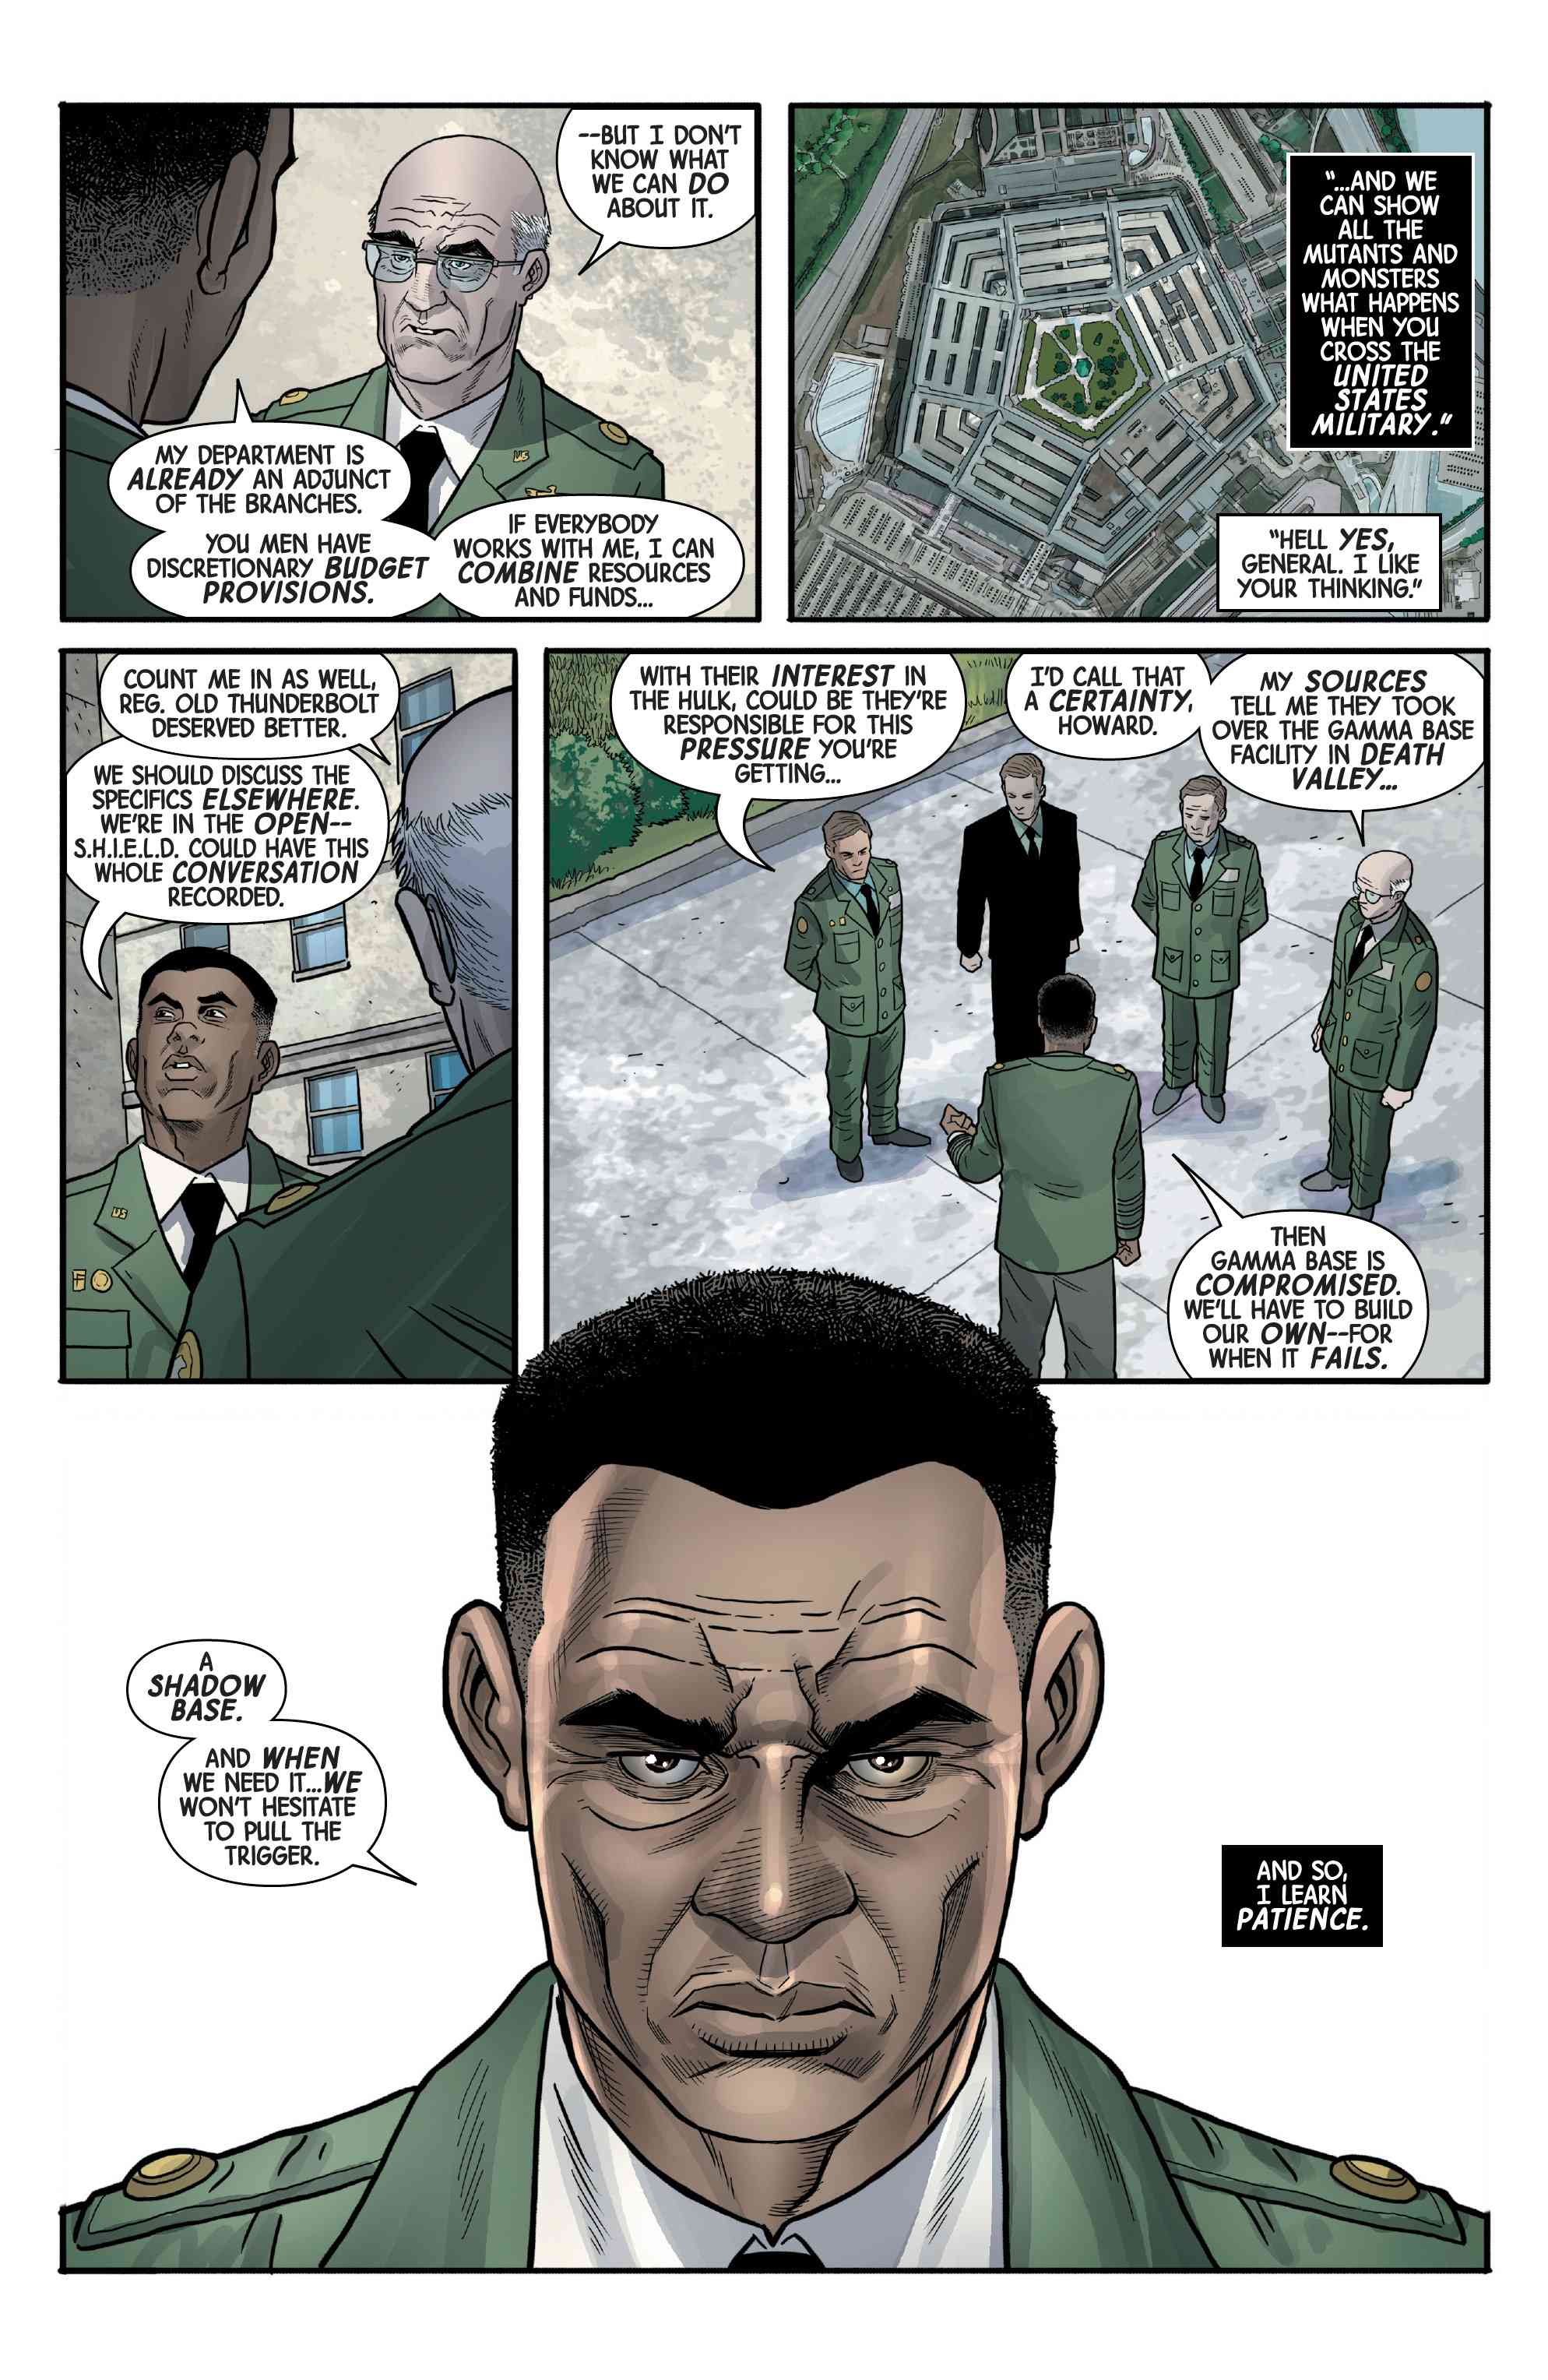 --BUT I DON'T
KNOW WHAT
WE CAN DO
ABOUT IT.
MY DEPARTMENT IS
ALREADY AN ADJUNCT
OF THE BRANCHES.
YOU MEN HAVE
DISCRETIONARY BUDGET
PROVISIONS.
IF EVERYBODY
WORKS WITH ME, I CAN
COMBINE RESOURCES
AND FUNDS...
"...AND WE
CAN SHOW
ALL THE
MUTANTS AND
MONSTERS
WHAT HAPPENS
WHEN YOU
CROSS THE
UNITED
STATES
MILITARY."
"HELL YES,
GENERAL. I LIKE
YOUR THINKING."
COUNT ME IN AS WELL,
REG. OLD THUNDERBOLT
DESERVED BETTER.
WE SHOULD DISCUSS THE
SPECIFICS ELSEWHERE.
WE'RE IN THE OPEN--
S.H.I.E.L.D. COULD HAVE THIS
WHOLE CONVERSATION
RECORDED.
WITH THEIR INTEREST IN
THE HULK, COULD BE THEY'RE
RESPONSIBLE FOR THIS
PRESSURE YOU'RE
GETTING...
I'D CALL THAT
A CERTAINTY,
HOWARD.
MY SOURCES
TELL ME THEY TOOK
OVER THE GAMMA BASE
FACILITY IN DEATH
VALLEY...
THEN
GAMMA BASE IS
COMPROMISED.
WE'LL HAVE TO BUILD
OUR OWN--FOR
WHEN IT FAILS.
A
SHADOW
BASE.
AND WHEN
WE NEED IT...WE
WON'T HESITATE
TO PULL THE
TRIGGER.
AND SO,
I LEARN
PATIENCE.
US
US